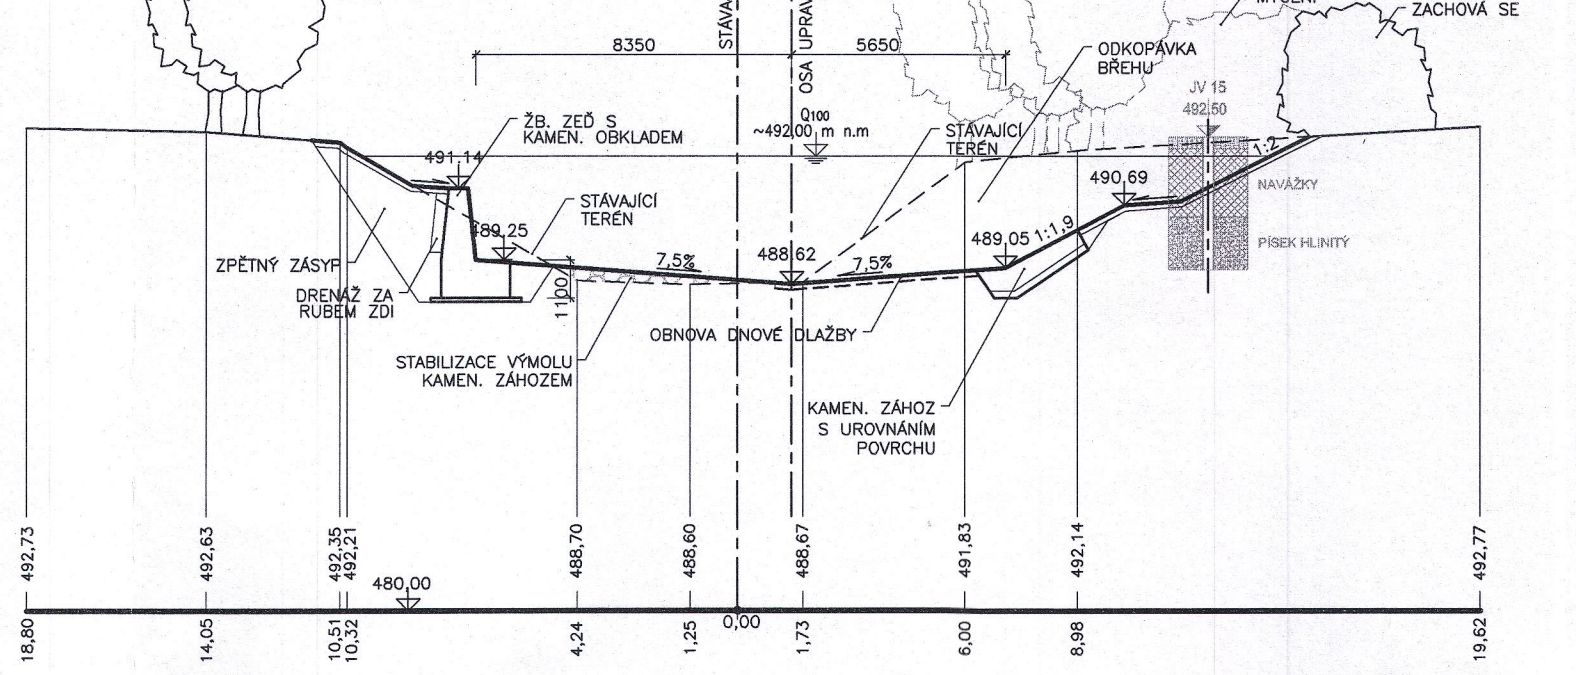 ZACHOVÁ SE
STÁVA
OSA UPRAV
8350
5650
ODKOPÁVKA
BŘEHU
JV 15
492,50
Q100
~492,00 m n.m
ŽB. ZEĎ S
KAMEN. OBKLADEM
STÁVAJÍCÍ
TERÉN
1:2
491,14
490,69
NAVÁŽKY
STÁVAJÍCÍ
TERÉN
489,25
489,05
1:1,9
PÍSEK HLINITÝ
488,62
7,5%
7,5%
ZPĚTNÝ ZÁSYP
DRENÁŽ ZA
RUBEM ZDI
1100
OBNOVA DNOVÉ DLAŽBY
STABILIZACE VÝMOLU
KAMEN. ZÁHOZEM
KAMEN. ZÁHOZ
S UROVNÁNÍM
POVRCHU
492,73
492,63
492,35
492,21
488,70
488,60
488,67
491,83
492,14
492,77
480,00
18,80
14,05
10,51
10,32
4,24
1,25
0,00
1,73
6,00
8,98
19,62